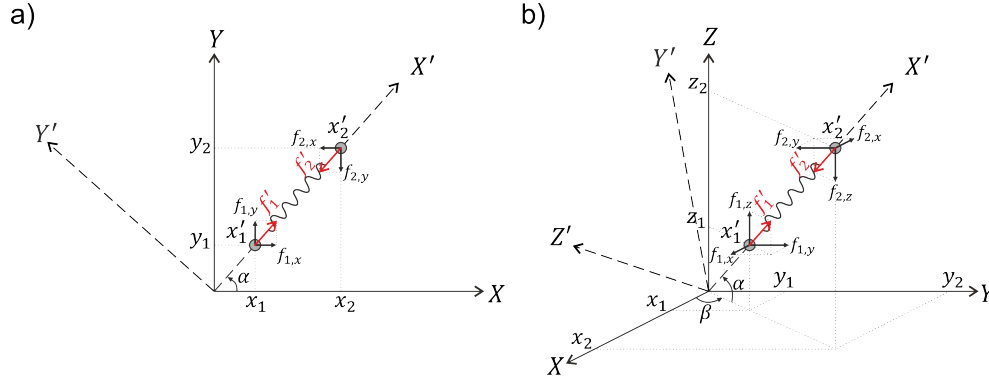 a)
Y
X′
Y′
y₂
x′₂
f₂,ₓ
f′₂
f₂,y
f′₁
f₁,y
x′₁
y₁
f₁,ₓ
α
x₁
x₂
X
b)
Z
Y′
X′
z₂
x′₂
f₂,ₓ
f₂,y
f′₂
f₂,z
f′₁
f₁,z
z₁
x′₁
Z′
f₁,ₓ
f₁,y
α
y₁
y₂
Y
x₁
β
x₂
X